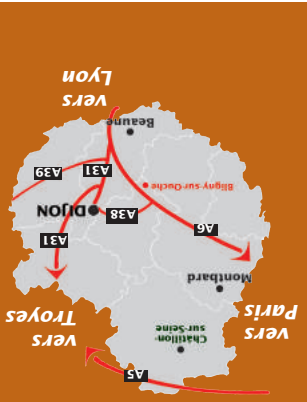 A5
vers
Paris
Châtillon-
sur-Seine
vers
Troyes
Montbard
A31
A6
A38
DIJON
Bligny-sur-Ouche
A31
A39
Beaune
vers
Lyon